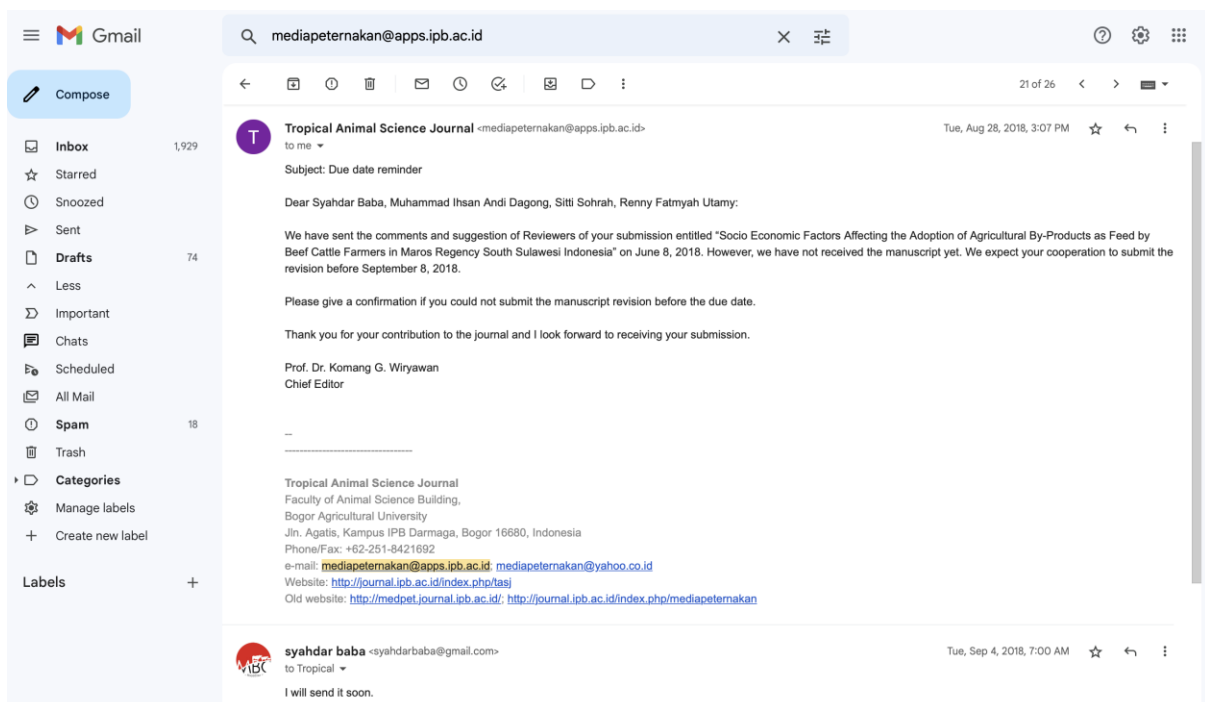 Gmail
mediapeternakan@apps.ipb.ac.id
Compose
Inbox 1,929
Starred
Snoozed
Sent
Drafts 74
Less
Important
Chats
Scheduled
All Mail
Spam 18
Trash
Categories
Manage labels
Create new label
Labels
21 of 26
T
Tropical Animal Science Journal <mediapeternakan@apps.ipb.ac.id> Tue, Aug 28, 2018, 3:07 PM
to me
Subject: Due date reminder
Dear Syahdar Baba, Muhammad Ihsan Andi Dagong, Sitti Sohrah, Renny Fatmyah Utamy:
We have sent the comments and suggestion of Reviewers of your submission entitled “Socio Economic Factors Affecting the Adoption of Agricultural By-Products as Feed by
Beef Cattle Farmers in Maros Regency South Sulawesi Indonesia” on June 8, 2018. However, we have not received the manuscript yet. We expect your cooperation to submit the
revision before September 8, 2018.
Please give a confirmation if you could not submit the manuscript revision before the due date.
Thank you for your contribution to the journal and I look forward to receiving your submission.
Prof. Dr. Komang G. Wiryawan
Chief Editor
--
-----------------------------------
Tropical Animal Science Journal
Faculty of Animal Science Building,
Bogor Agricultural University
Jln. Agatis, Kampus IPB Darmaga, Bogor 16680, Indonesia
Phone/Fax: +62-251-8421692
e-mail: mediapeternakan@apps.ipb.ac.id; mediapeternakan@yahoo.co.id
Website: http://journal.ipb.ac.id/index.php/tasj
Old website: http://medpet.journal.ipb.ac.id/; http://journal.ipb.ac.id/index.php/mediapeternakan
MBC
syahdar baba <syahdarbaba@gmail.com> Tue, Sep 4, 2018, 7:00 AM
to Tropical
I will send it soon.